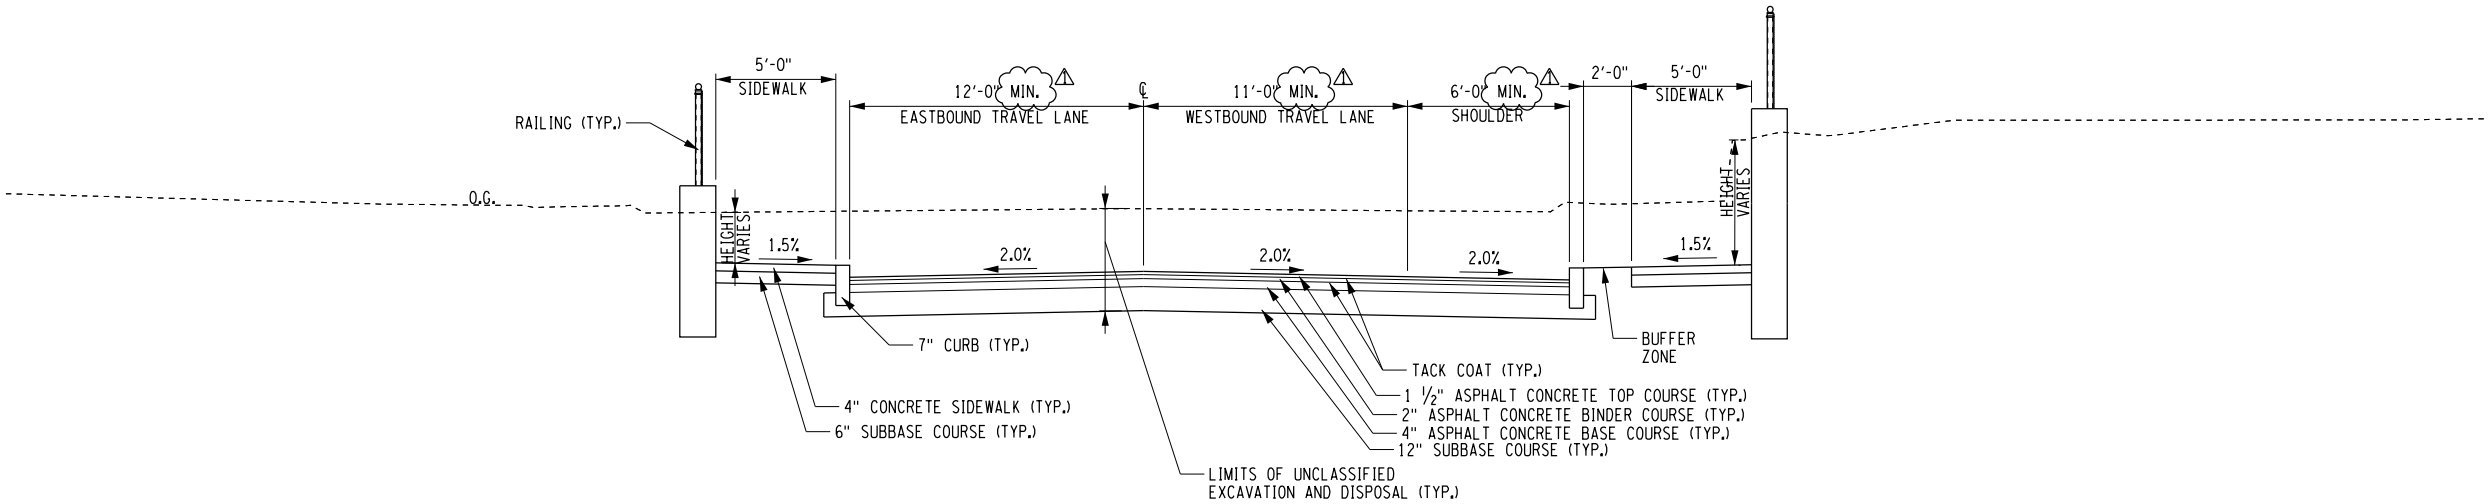 5'-0"
SIDEWALK
12'-0" MIN.
EASTBOUND TRAVEL LANE
℄
11'-0" MIN.
WESTBOUND TRAVEL LANE
6'-0" MIN.
SHOULDER
1
1
1
2'-0"
5'-0"
SIDEWALK
RAILING (TYP.)
O.G.
HEIGHT
VARIES
1.5%
2.0%
2.0%
2.0%
1.5%
HEIGHT
VARIES
7" CURB (TYP.)
4" CONCRETE SIDEWALK (TYP.)
6" SUBBASE COURSE (TYP.)
BUFFER
ZONE
TACK COAT (TYP.)
1 1/2" ASPHALT CONCRETE TOP COURSE (TYP.)
2" ASPHALT CONCRETE BINDER COURSE (TYP.)
4" ASPHALT CONCRETE BASE COURSE (TYP.)
12" SUBBASE COURSE (TYP.)
LIMITS OF UNCLASSIFIED
EXCAVATION AND DISPOSAL (TYP.)